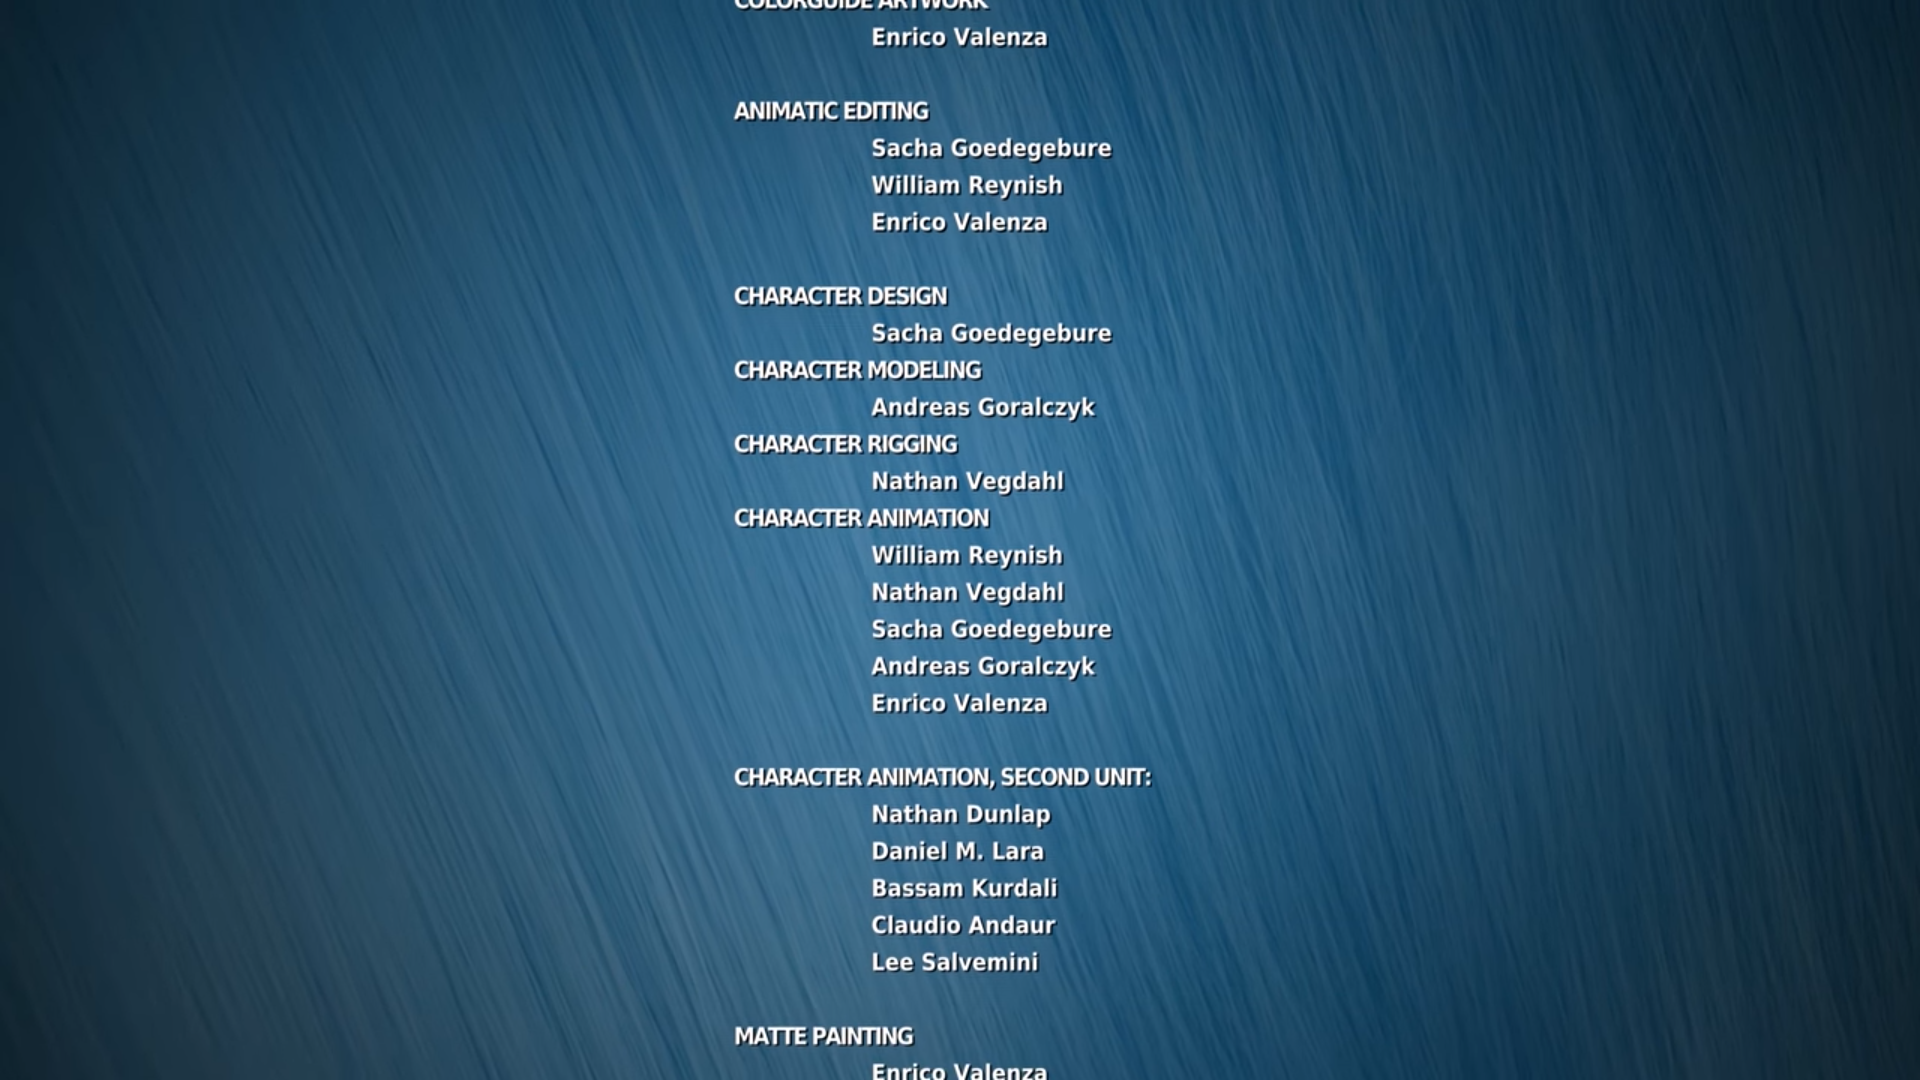 COLORGUIDE ARTWORK
Enrico Valenza
ANIMATIC EDITING
Sacha Goedegebure
William Reynish
Enrico Valenza
CHARACTER DESIGN
Sacha Goedegebure
CHARACTER MODELING
Andreas Goralczyk
CHARACTER RIGGING
Nathan Vegdahl
CHARACTER ANIMATION
William Reynish
Nathan Vegdahl
Sacha Goedegebure
Andreas Goralczyk
Enrico Valenza
CHARACTER ANIMATION, SECOND UNIT:
Nathan Dunlap
Daniel M. Lara
Bassam Kurdali
Claudio Andaur
Lee Salvemini
MATTE PAINTING
Enrico Valenza